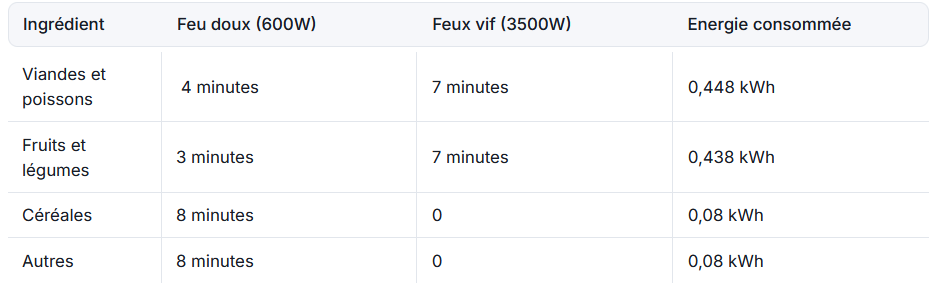 Ingrédient Feu doux (600W) Feux vif (3500W) Energie consommée
Viandes et
poissons
4 minutes 7 minutes 0,448 kWh
Fruits et
légumes
3 minutes 7 minutes 0,438 kWh
Céréales 8 minutes 0 0,08 kWh
Autres 8 minutes 0 0,08 kWh